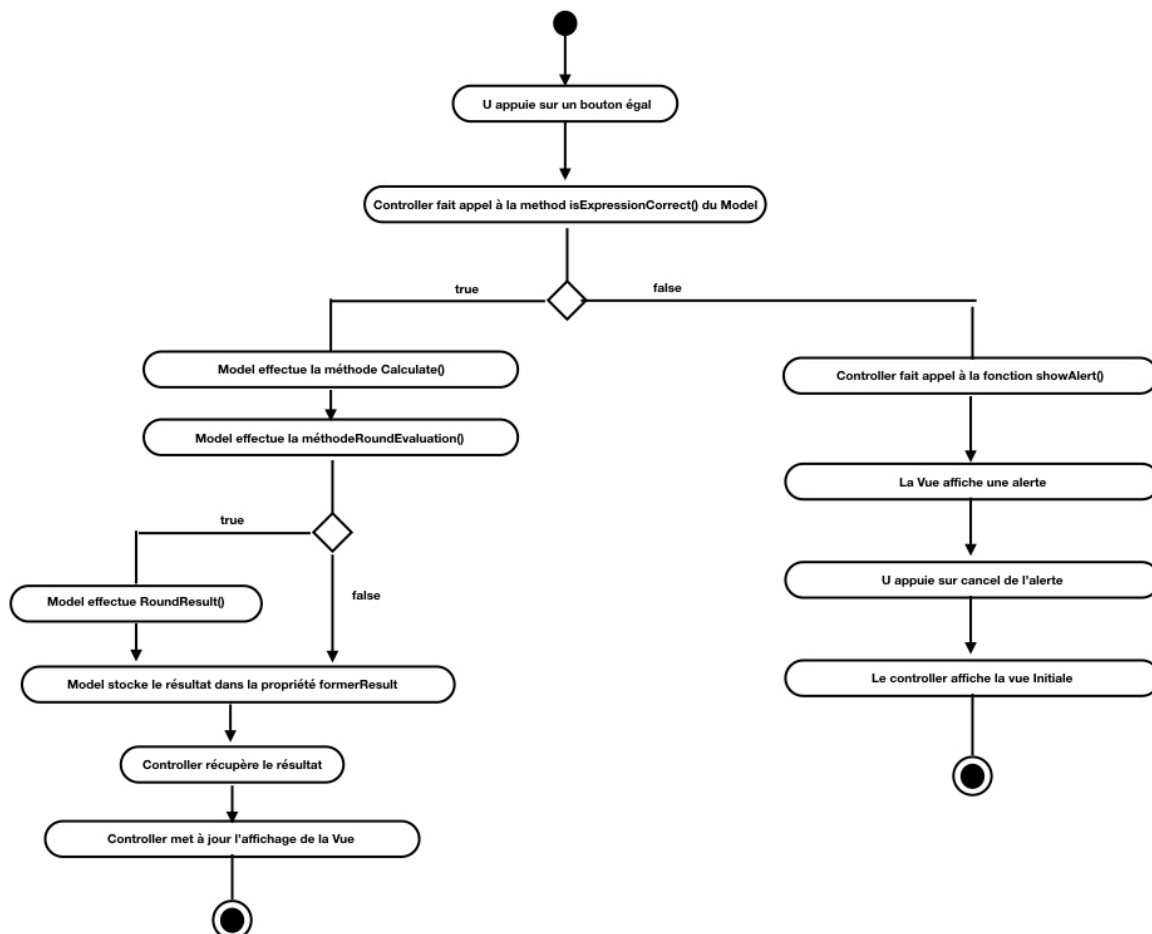 U appuie sur un bouton égal
Controller fait appel à la method isExpressionCorrect() du Model
true
false
Model effectue la méthode Calculate()
Controller fait appel à la fonction showAlert()
Model effectue la méthodeRoundEvaluation()
La Vue affiche une alerte
true
U appuie sur cancel de l'alerte
Model effectue RoundResult()
false
Model stocke le résultat dans la propriété formerResult
Le controller affiche la vue Initiale
Controller récupère le résultat
Controller met à jour l'affichage de la Vue